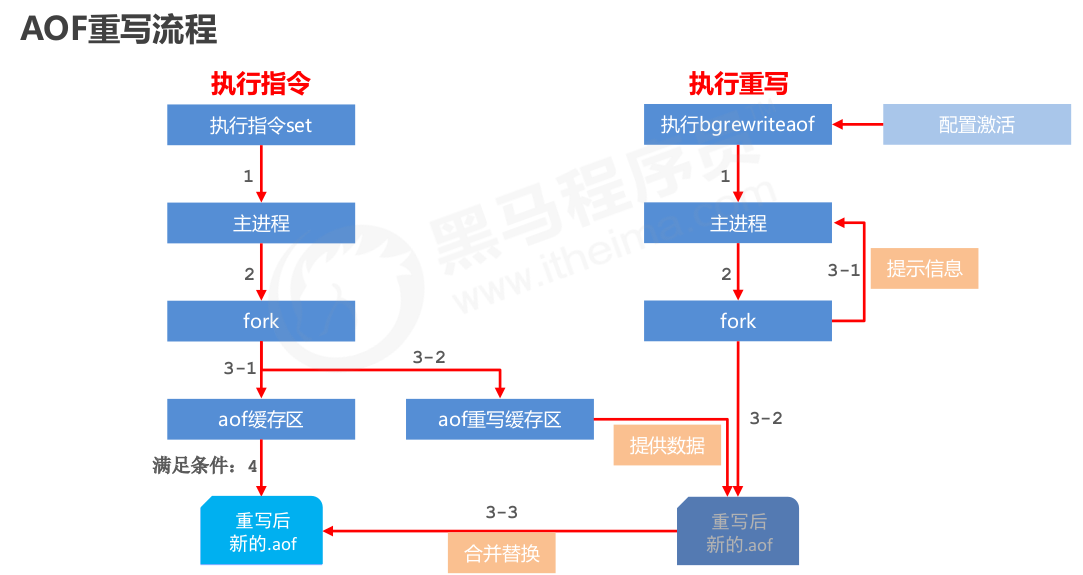 AOF重写流程
执行指令
执行重写
执行指令set
执行bgrewriteaof
配置激活
1
1
主进程
主进程
2
2
3-1
提示信息
fork
fork
3-1
3-2
aof缓存区
aof重写缓存区
3-2
提供数据
满足条件：4
重写后
新的.aof
3-3
合并替换
重写后
新的.aof
黑马程序员
www.itheima.com